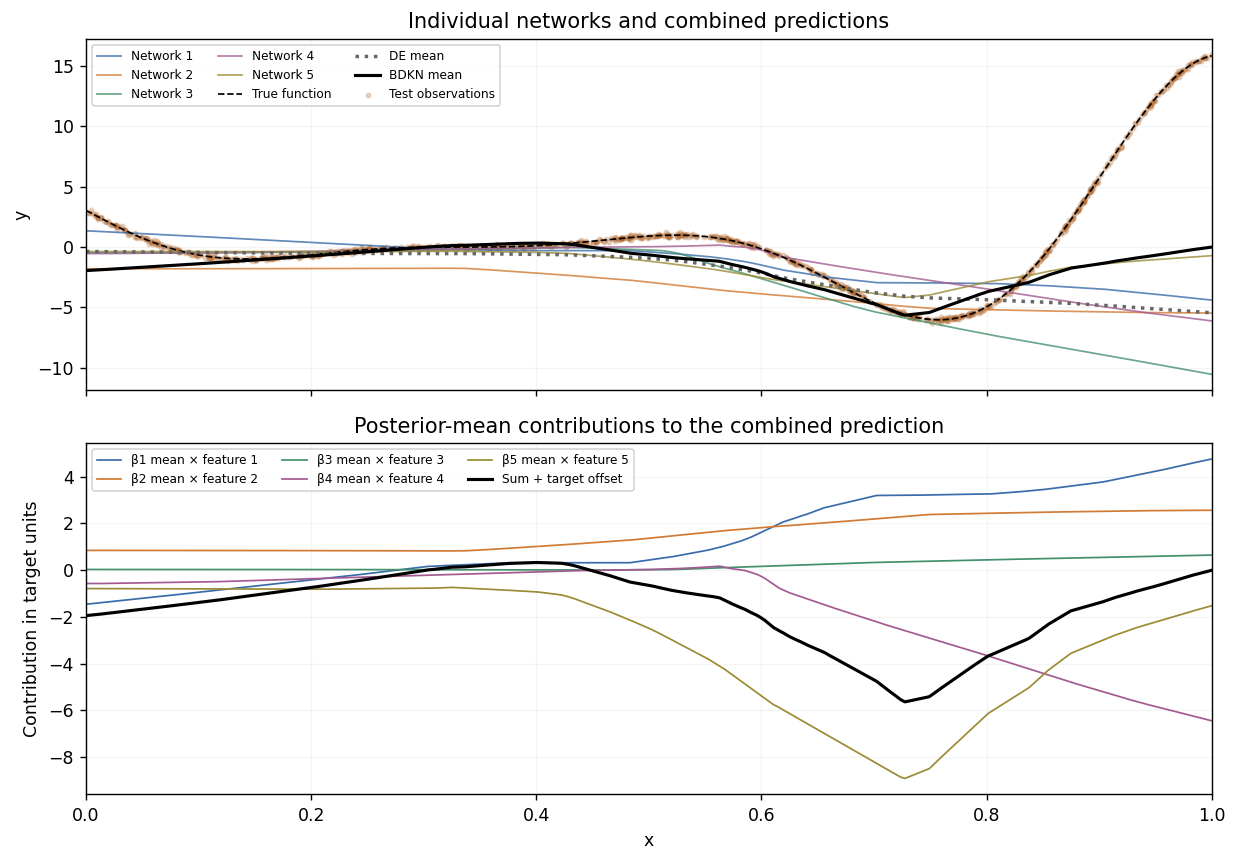 Individual networks and combined predictions
Network 1
Network 2
Network 3
Network 4
Network 5
True function
DE mean
BDKN mean
Test observations
15
10
5
0
−5
−10
y
Posterior-mean contributions to the combined prediction
β1 mean × feature 1
β2 mean × feature 2
β3 mean × feature 3
β4 mean × feature 4
β5 mean × feature 5
Sum + target offset
4
2
0
−2
−4
−6
−8
Contribution in target units
0.0
0.2
0.4
0.6
0.8
1.0
x